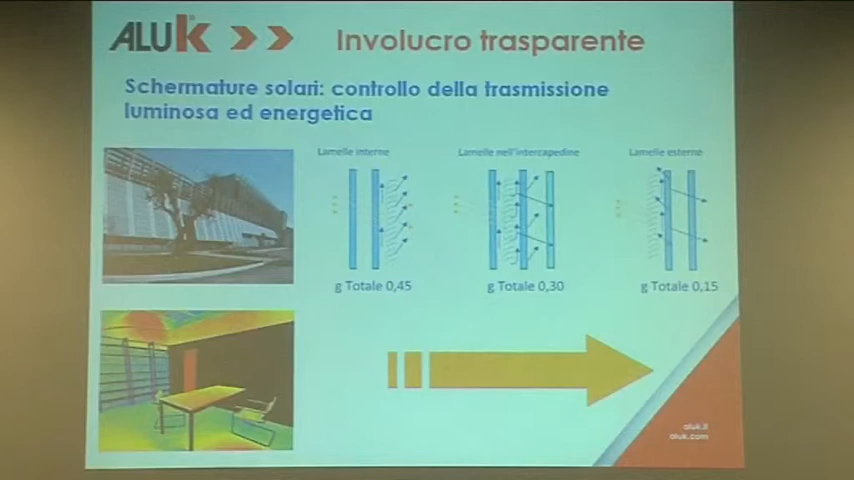 ALUK
Involucro trasparente
Schermature solari: controllo della trasmissione
luminosa ed energetica
Lamelle interne
Lamelle nell'intercapedine
Lamelle esterne
g Totale 0,45
g Totale 0,30
g Totale 0,15
aluk.it
aluk.com